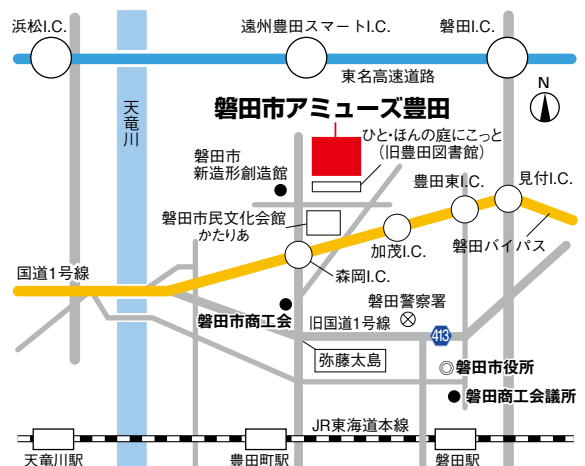 浜松I.C.
遠州豊田スマートI.C.
磐田I.C.
東名高速道路
天竜川
磐田市アミューズ豊田
N
ひと・ほんの庭にこっと
(旧豊田図書館)
磐田市
新造形創造館
豊田東I.C.
見付I.C.
磐田市民文化会館
かたりあ
加茂I.C.
磐田バイパス
国道1号線
森岡I.C.
磐田警察署
磐田市商工会
旧国道1号線
413
弥藤太島
◎磐田市役所
磐田商工会議所
JR東海道本線
天竜川駅
豊田町駅
磐田駅